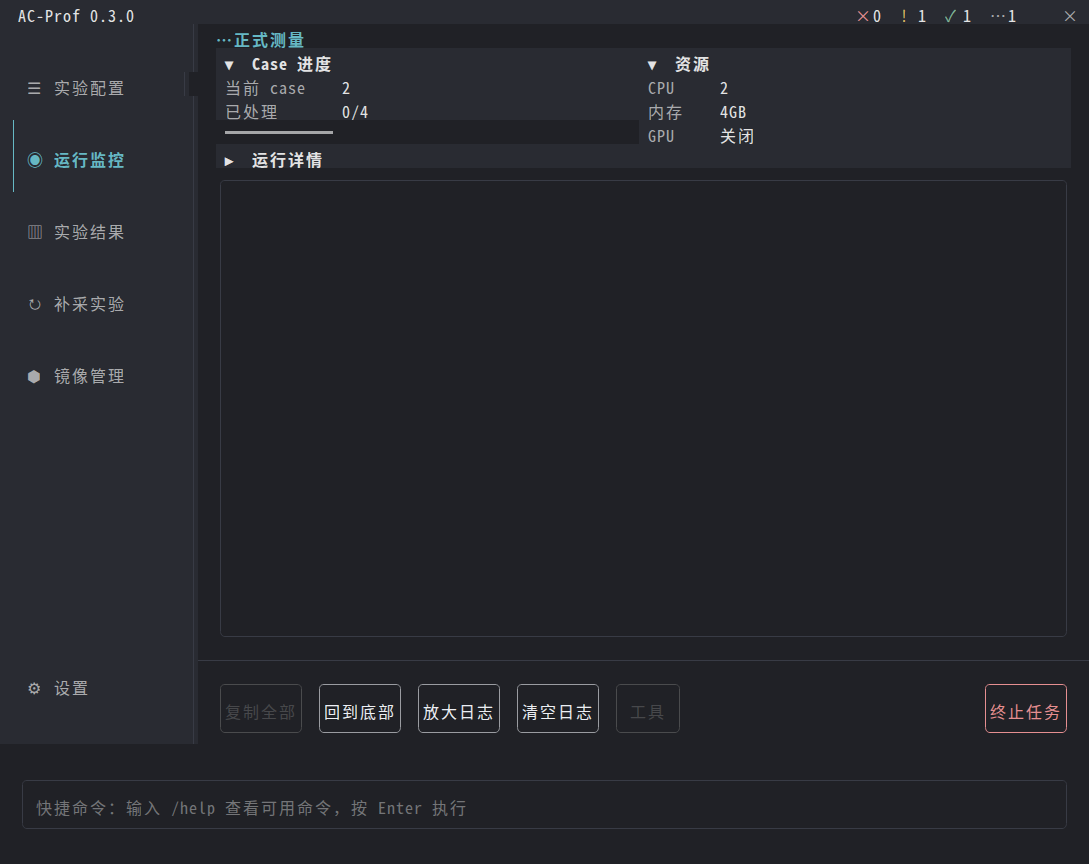 AC-Prof 0.3.0
×0 ! 1 ✓ 1 …1 ×
☰ 实验配置
◉ 运行监控
▥ 实验结果
↻ 补采实验
⬢ 镜像管理
⚙ 设置
…正式测量
▼ Case 进度
当前 case 2
已处理 0/4
▶ 运行详情
▼ 资源
CPU 2
内存 4GB
GPU 关闭
复制全部 回到底部 放大日志 清空日志 工具 终止任务
快捷命令: 输入 /help 查看可用命令，按 Enter 执行